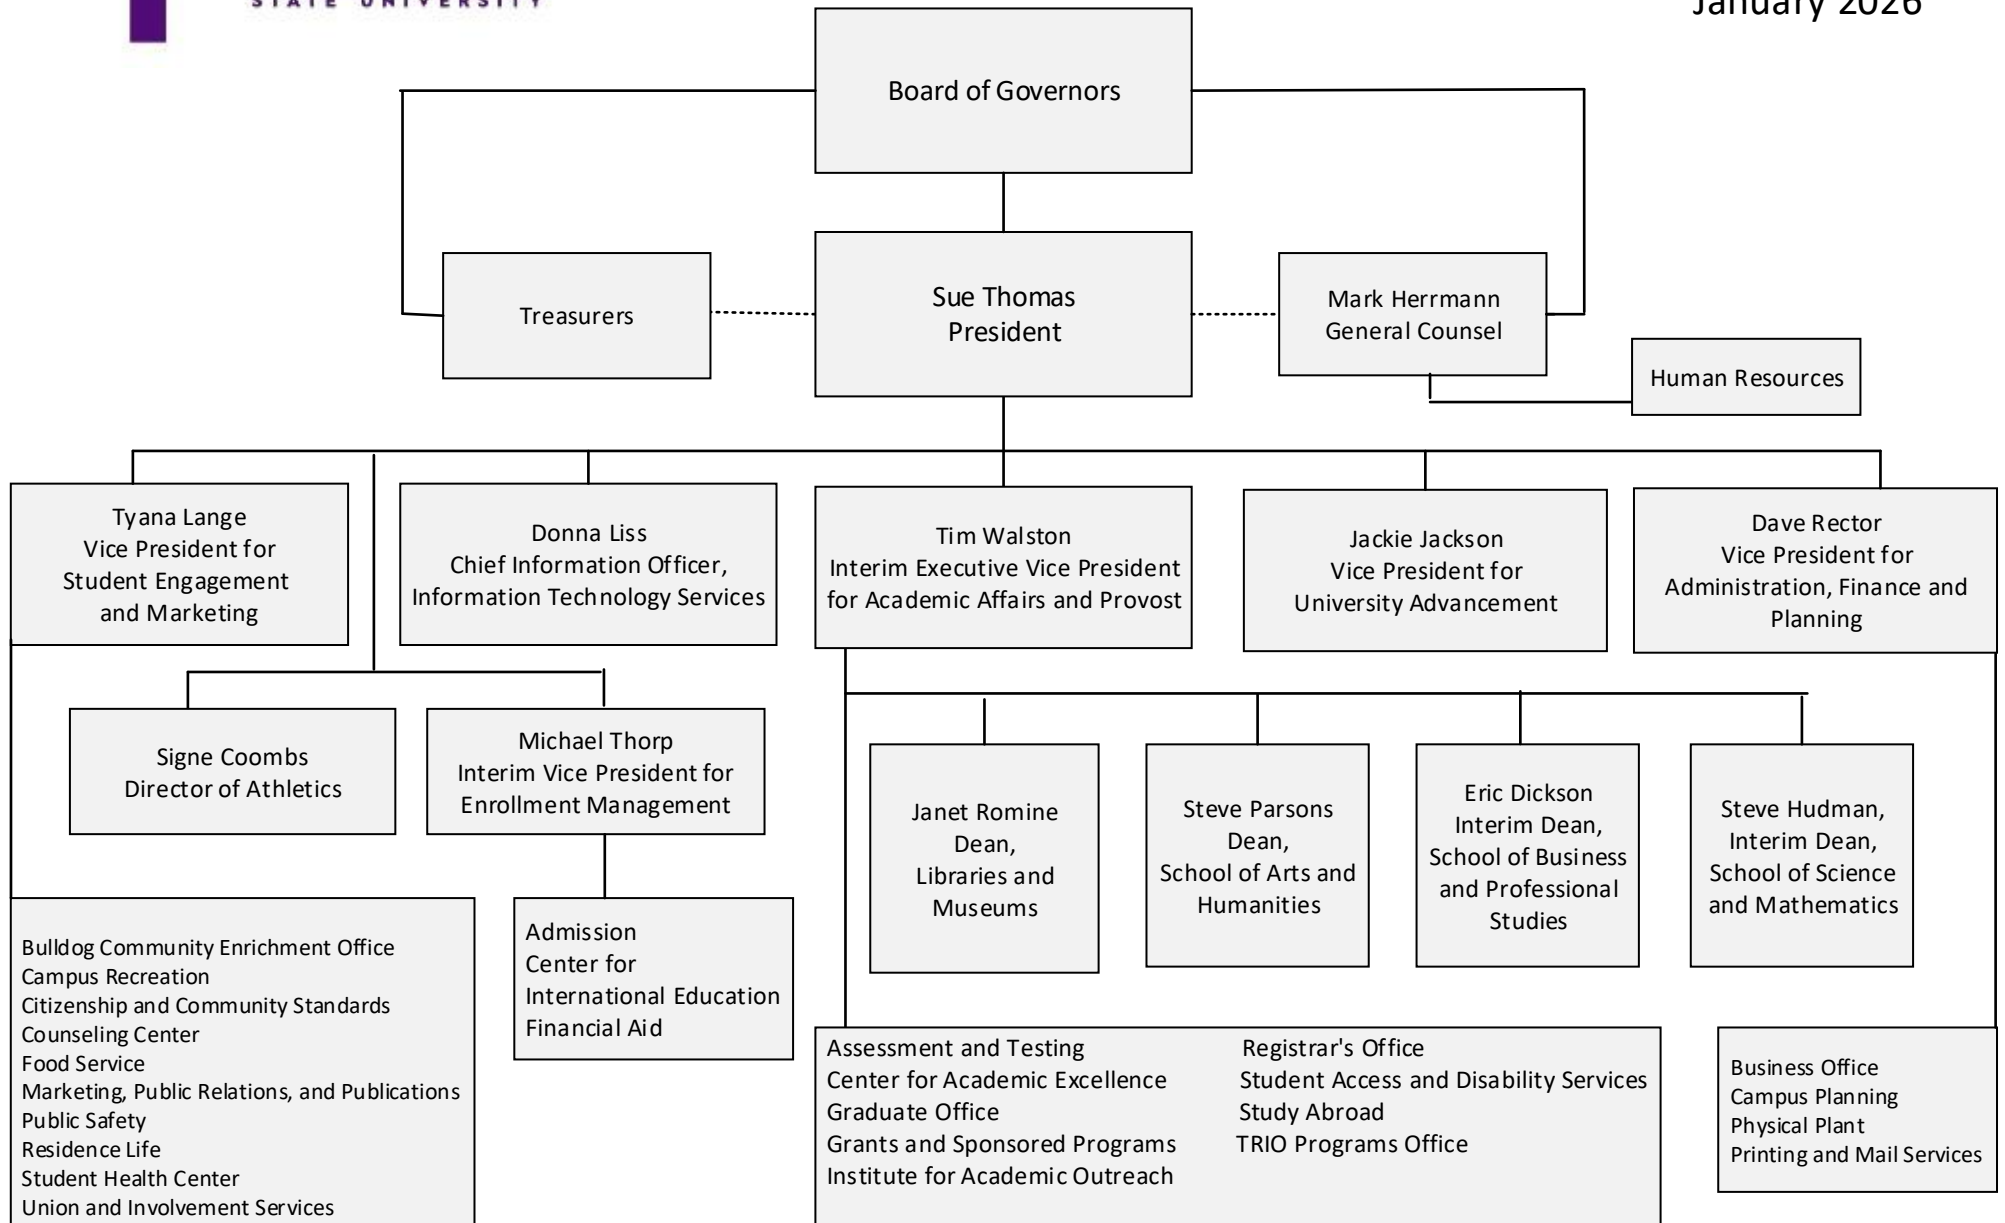 STATE UNIVERSITY
January 2026
Board of Governors
Treasurers
Sue Thomas
President
Mark Herrmann
General Counsel
Human Resources
Tyana Lange
Vice President for
Student Engagement
and Marketing
Donna Liss
Chief Information Officer,
Information Technology Services
Tim Walston
Interim Executive Vice President
for Academic Affairs and Provost
Jackie Jackson
Vice President for
University Advancement
Dave Rector
Vice President for
Administration, Finance and
Planning
Signe Coombs
Director of Athletics
Michael Thorp
Interim Vice President for
Enrollment Management
Janet Romine
Dean,
Libraries and
Museums
Steve Parsons
Dean,
School of Arts and
Humanities
Eric Dickson
Interim Dean,
School of Business
and Professional
Studies
Steve Hudman,
Interim Dean,
School of Science
and Mathematics
Bulldog Community Enrichment Office
Campus Recreation
Citizenship and Community Standards
Counseling Center
Food Service
Marketing, Public Relations, and Publications
Public Safety
Residence Life
Student Health Center
Union and Involvement Services
Admission
Center for
International Education
Financial Aid
Assessment and Testing
Center for Academic Excellence
Graduate Office
Grants and Sponsored Programs
Institute for Academic Outreach
Registrar's Office
Student Access and Disability Services
Study Abroad
TRIO Programs Office
Business Office
Campus Planning
Physical Plant
Printing and Mail Services